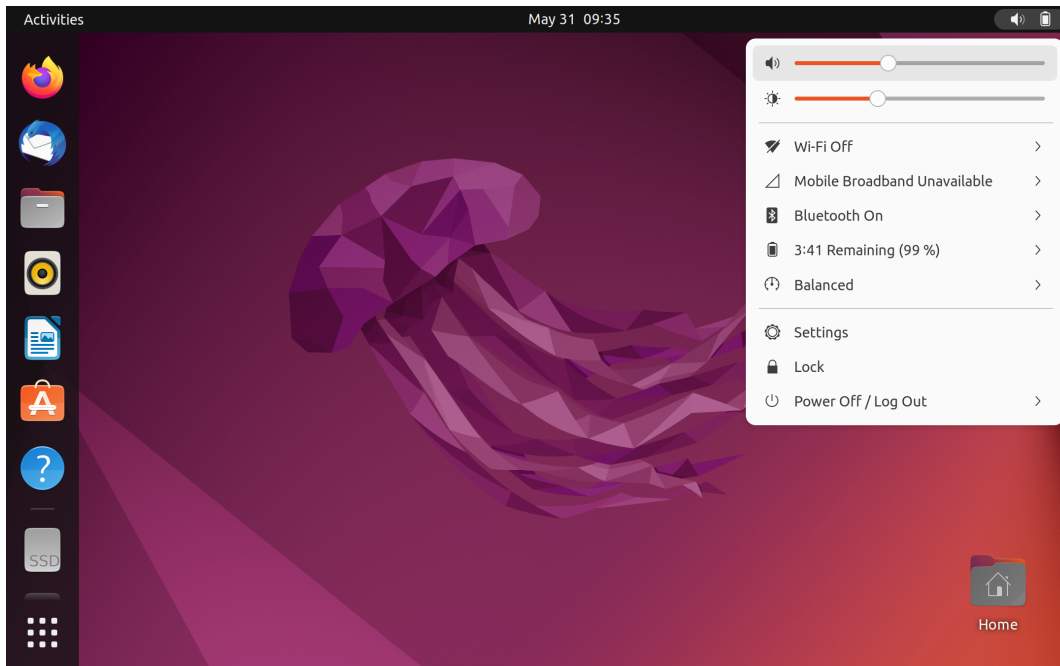 Activities
May 31 09:35
Wi-Fi Off
Mobile Broadband Unavailable
Bluetooth On
3:41 Remaining (99 %)
Balanced
Settings
Lock
Power Off / Log Out
SSD
Home